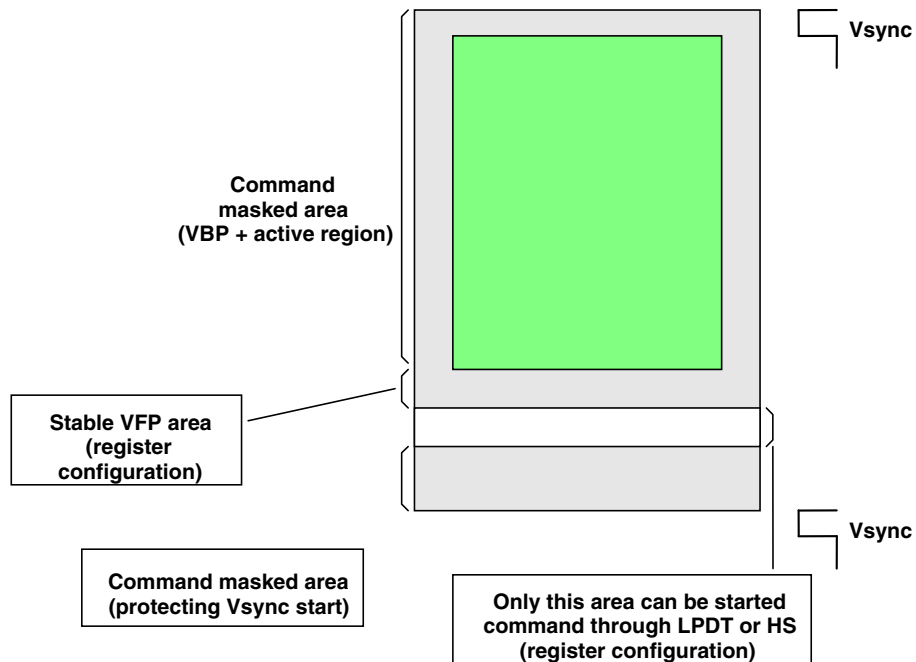 Vsync
Command
masked area
(VBP + active region)
Stable VFP area
(register
configuration)
Vsync
Command masked area
(protecting Vsync start)
Only this area can be started
command through LPDT or HS
(register configuration)